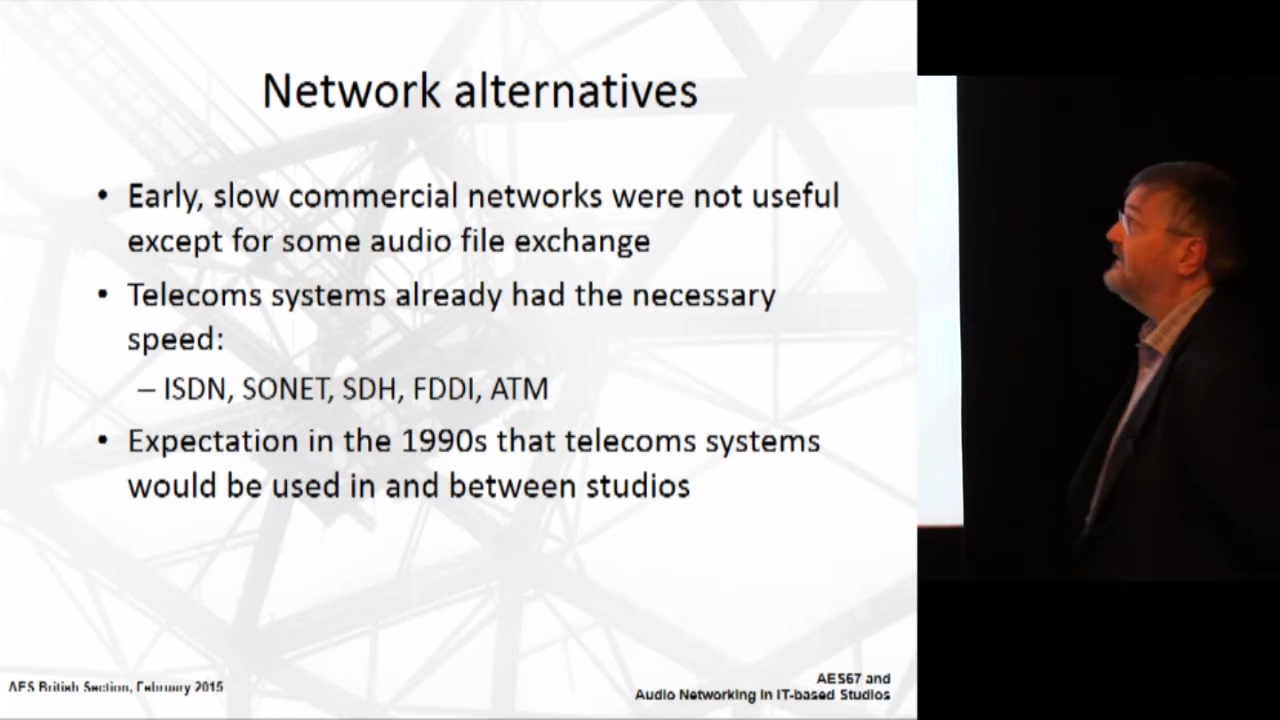 Network alternatives
• Early, slow commercial networks were not useful
except for some audio file exchange
• Telecoms systems already had the necessary
speed:
– ISDN, SONET, SDH, FDDI, ATM
• Expectation in the 1990s that telecoms systems
would be used in and between studios
AES British Section, February 2015
AES67 and
Audio Networking in IT-based Studios